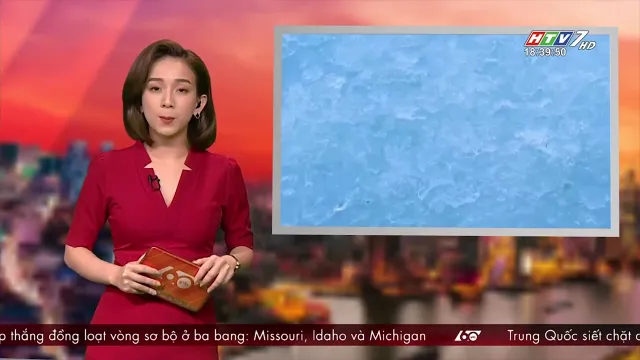 HTV7 HD
18:39:50
p thắng đồng loạt vòng sơ bộ ở ba bang: Missouri, Idaho và Michigan 60 Trung Quốc siết chặt